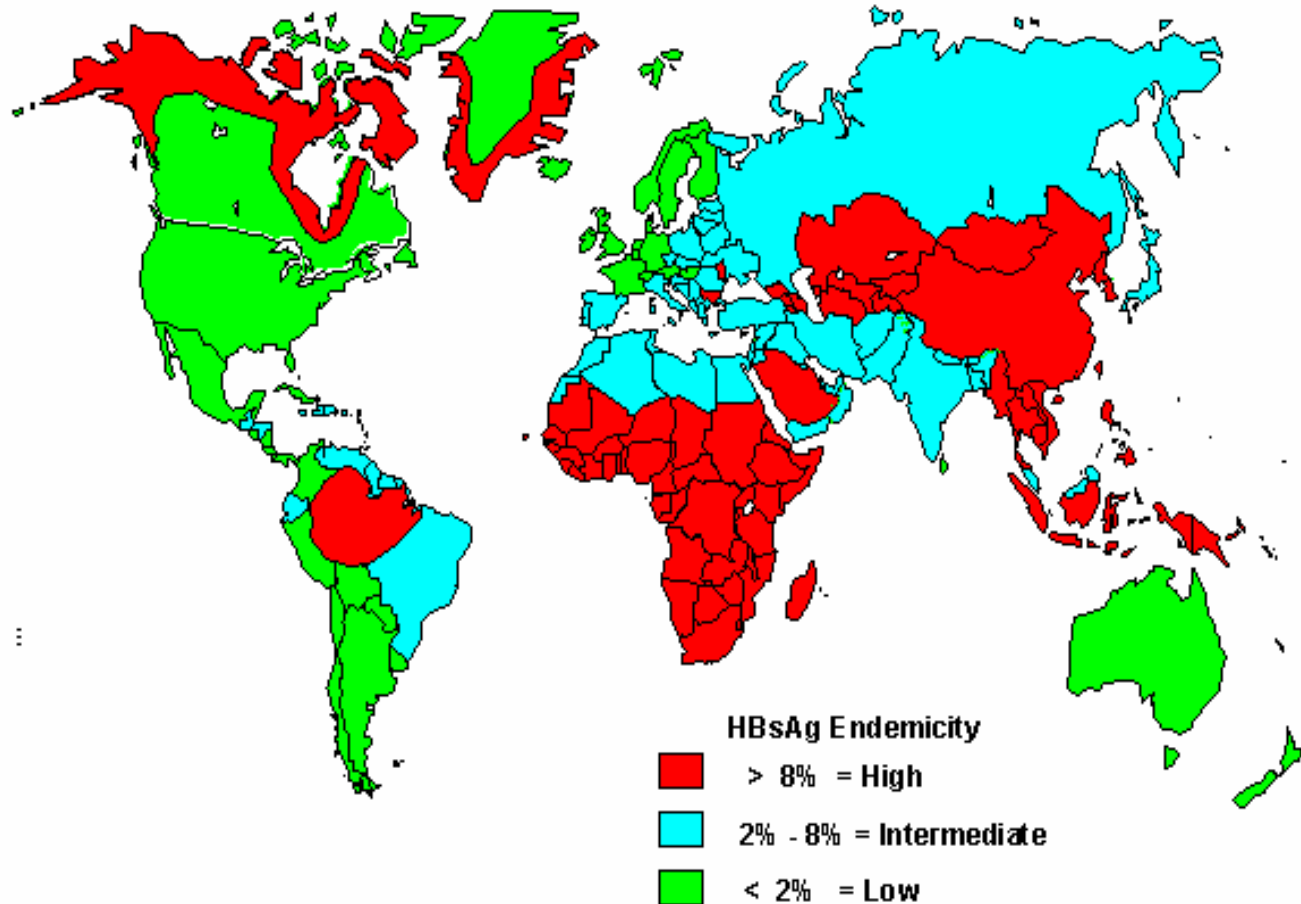 HBsAg Endemicity
> 8% = High
2% - 8% = Intermediate
< 2% = Low